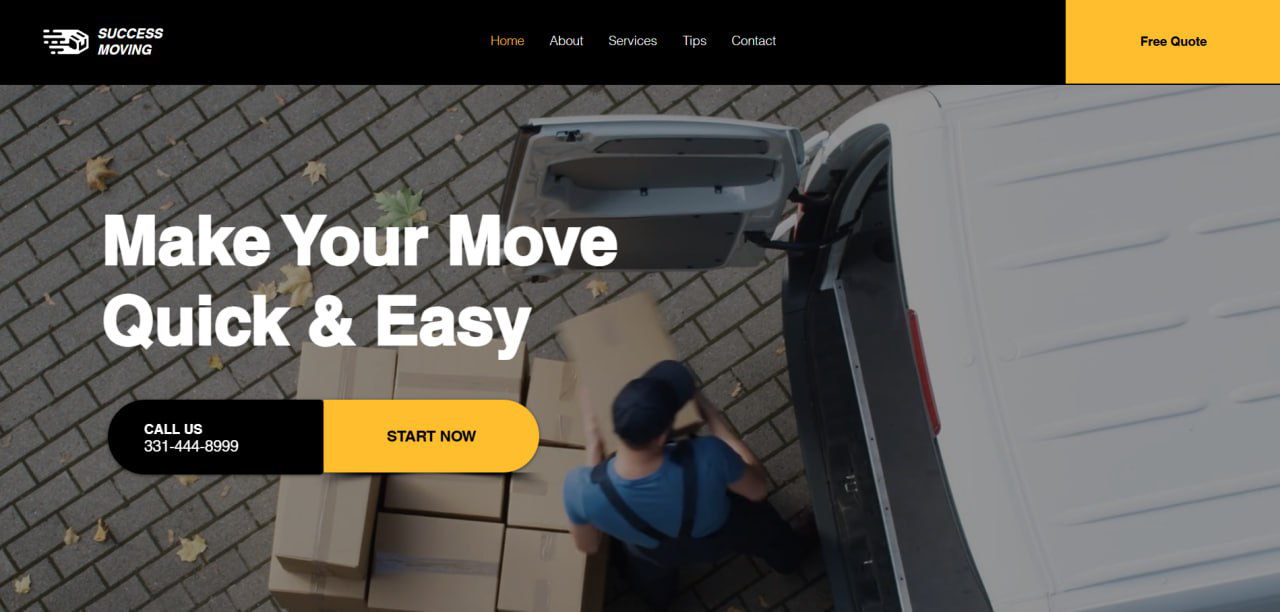 SUCCESS
MOVING
Home About Services Tips Contact
Free Quote
Make Your Move
Quick & Easy
CALL US
331-444-8999
START NOW